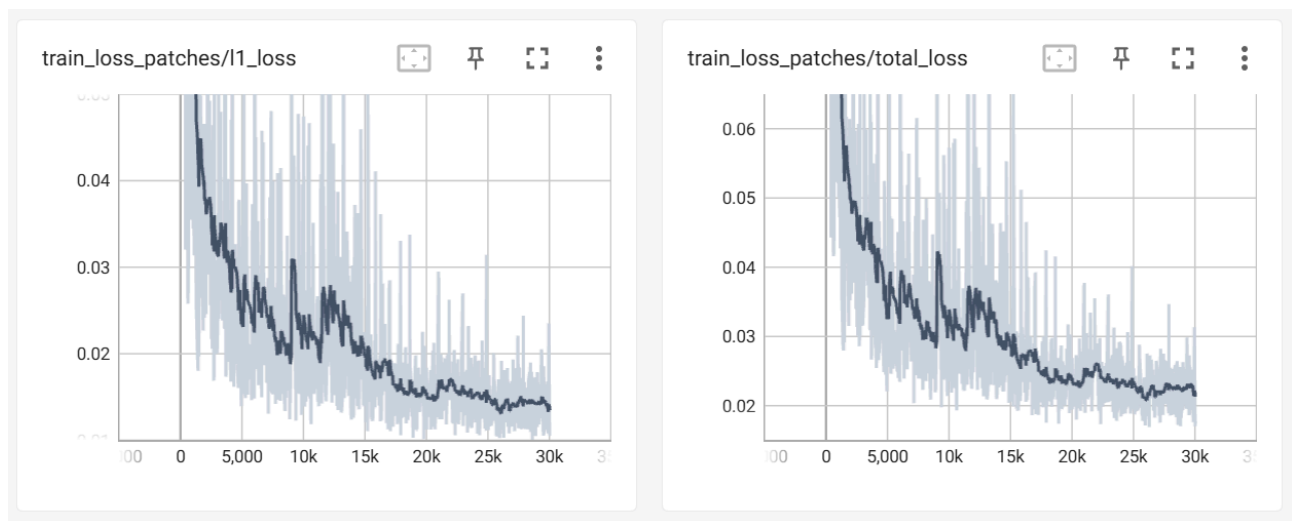 train_loss_patches/l1_loss
0.04
0.03
0.02
0 5,000 10k 15k 20k 25k 30k
train_loss_patches/total_loss
0.06
0.05
0.04
0.03
0.02
0 5,000 10k 15k 20k 25k 30k